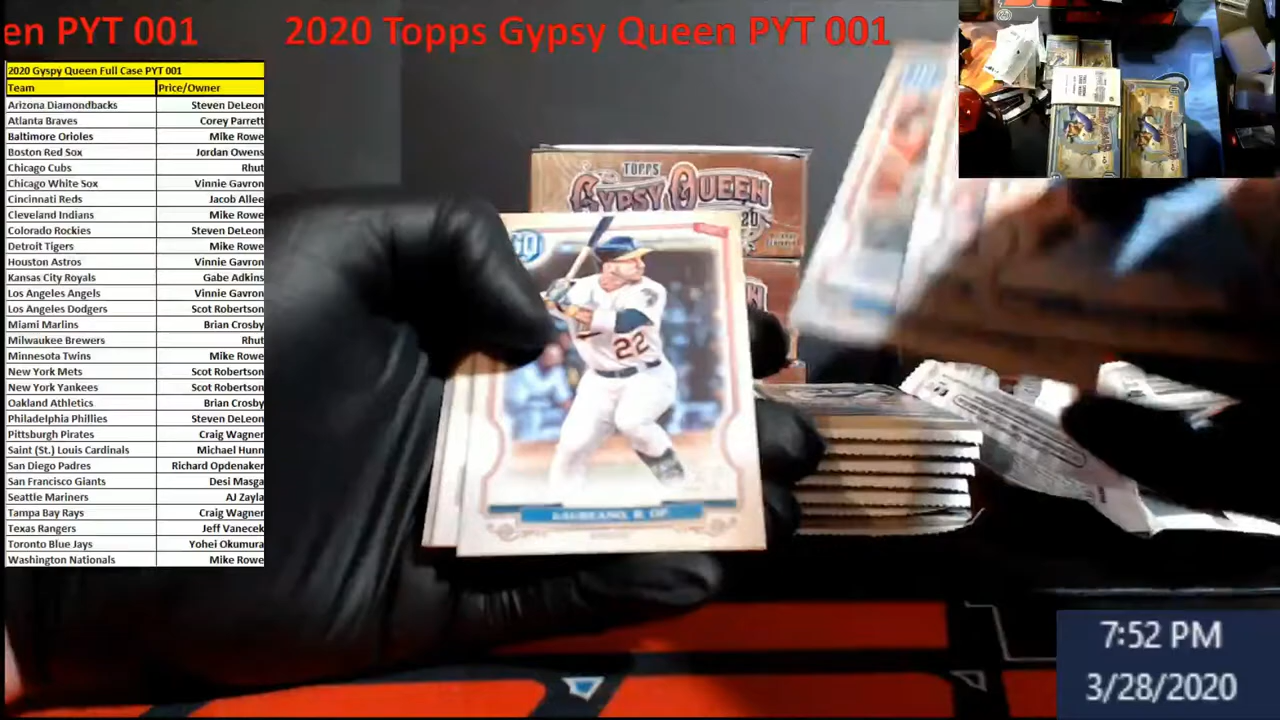 en PYT 001 2020 Topps Gypsy Queen PYT 001
2020 Gyspy Queen Full Case PYT 001
Team Price/Owner
Arizona Diamondbacks Steven DeLeon
Atlanta Braves Corey Parrett
Baltimore Orioles Mike Rowe
Boston Red Sox Jordan Owens
Chicago Cubs Rhut
Chicago White Sox Vinnie Gavron
Cincinnati Reds Jacob Allee
Cleveland Indians Mike Rowe
Colorado Rockies Steven DeLeon
Detroit Tigers Mike Rowe
Houston Astros Vinnie Gavron
Kansas City Royals Gabe Adkins
Los Angeles Angels Vinnie Gavron
Los Angeles Dodgers Scot Robertson
Miami Marlins Brian Crosby
Milwaukee Brewers Rhut
Minnesota Twins Mike Rowe
New York Mets Scot Robertson
New York Yankees Scot Robertson
Oakland Athletics Brian Crosby
Philadelphia Phillies Steven DeLeon
Pittsburgh Pirates Craig Wagner
Saint (St.) Louis Cardinals Michael Hunn
San Diego Padres Richard Opdenaker
San Francisco Giants Desi Masga
Seattle Mariners AJ Zayla
Tampa Bay Rays Craig Wagner
Texas Rangers Jeff Vanecek
Toronto Blue Jays Yohei Okumura
Washington Nationals Mike Rowe
TOPPS
GYPSY QUEEN
20
GQ
22
7:52 PM
3/28/2020